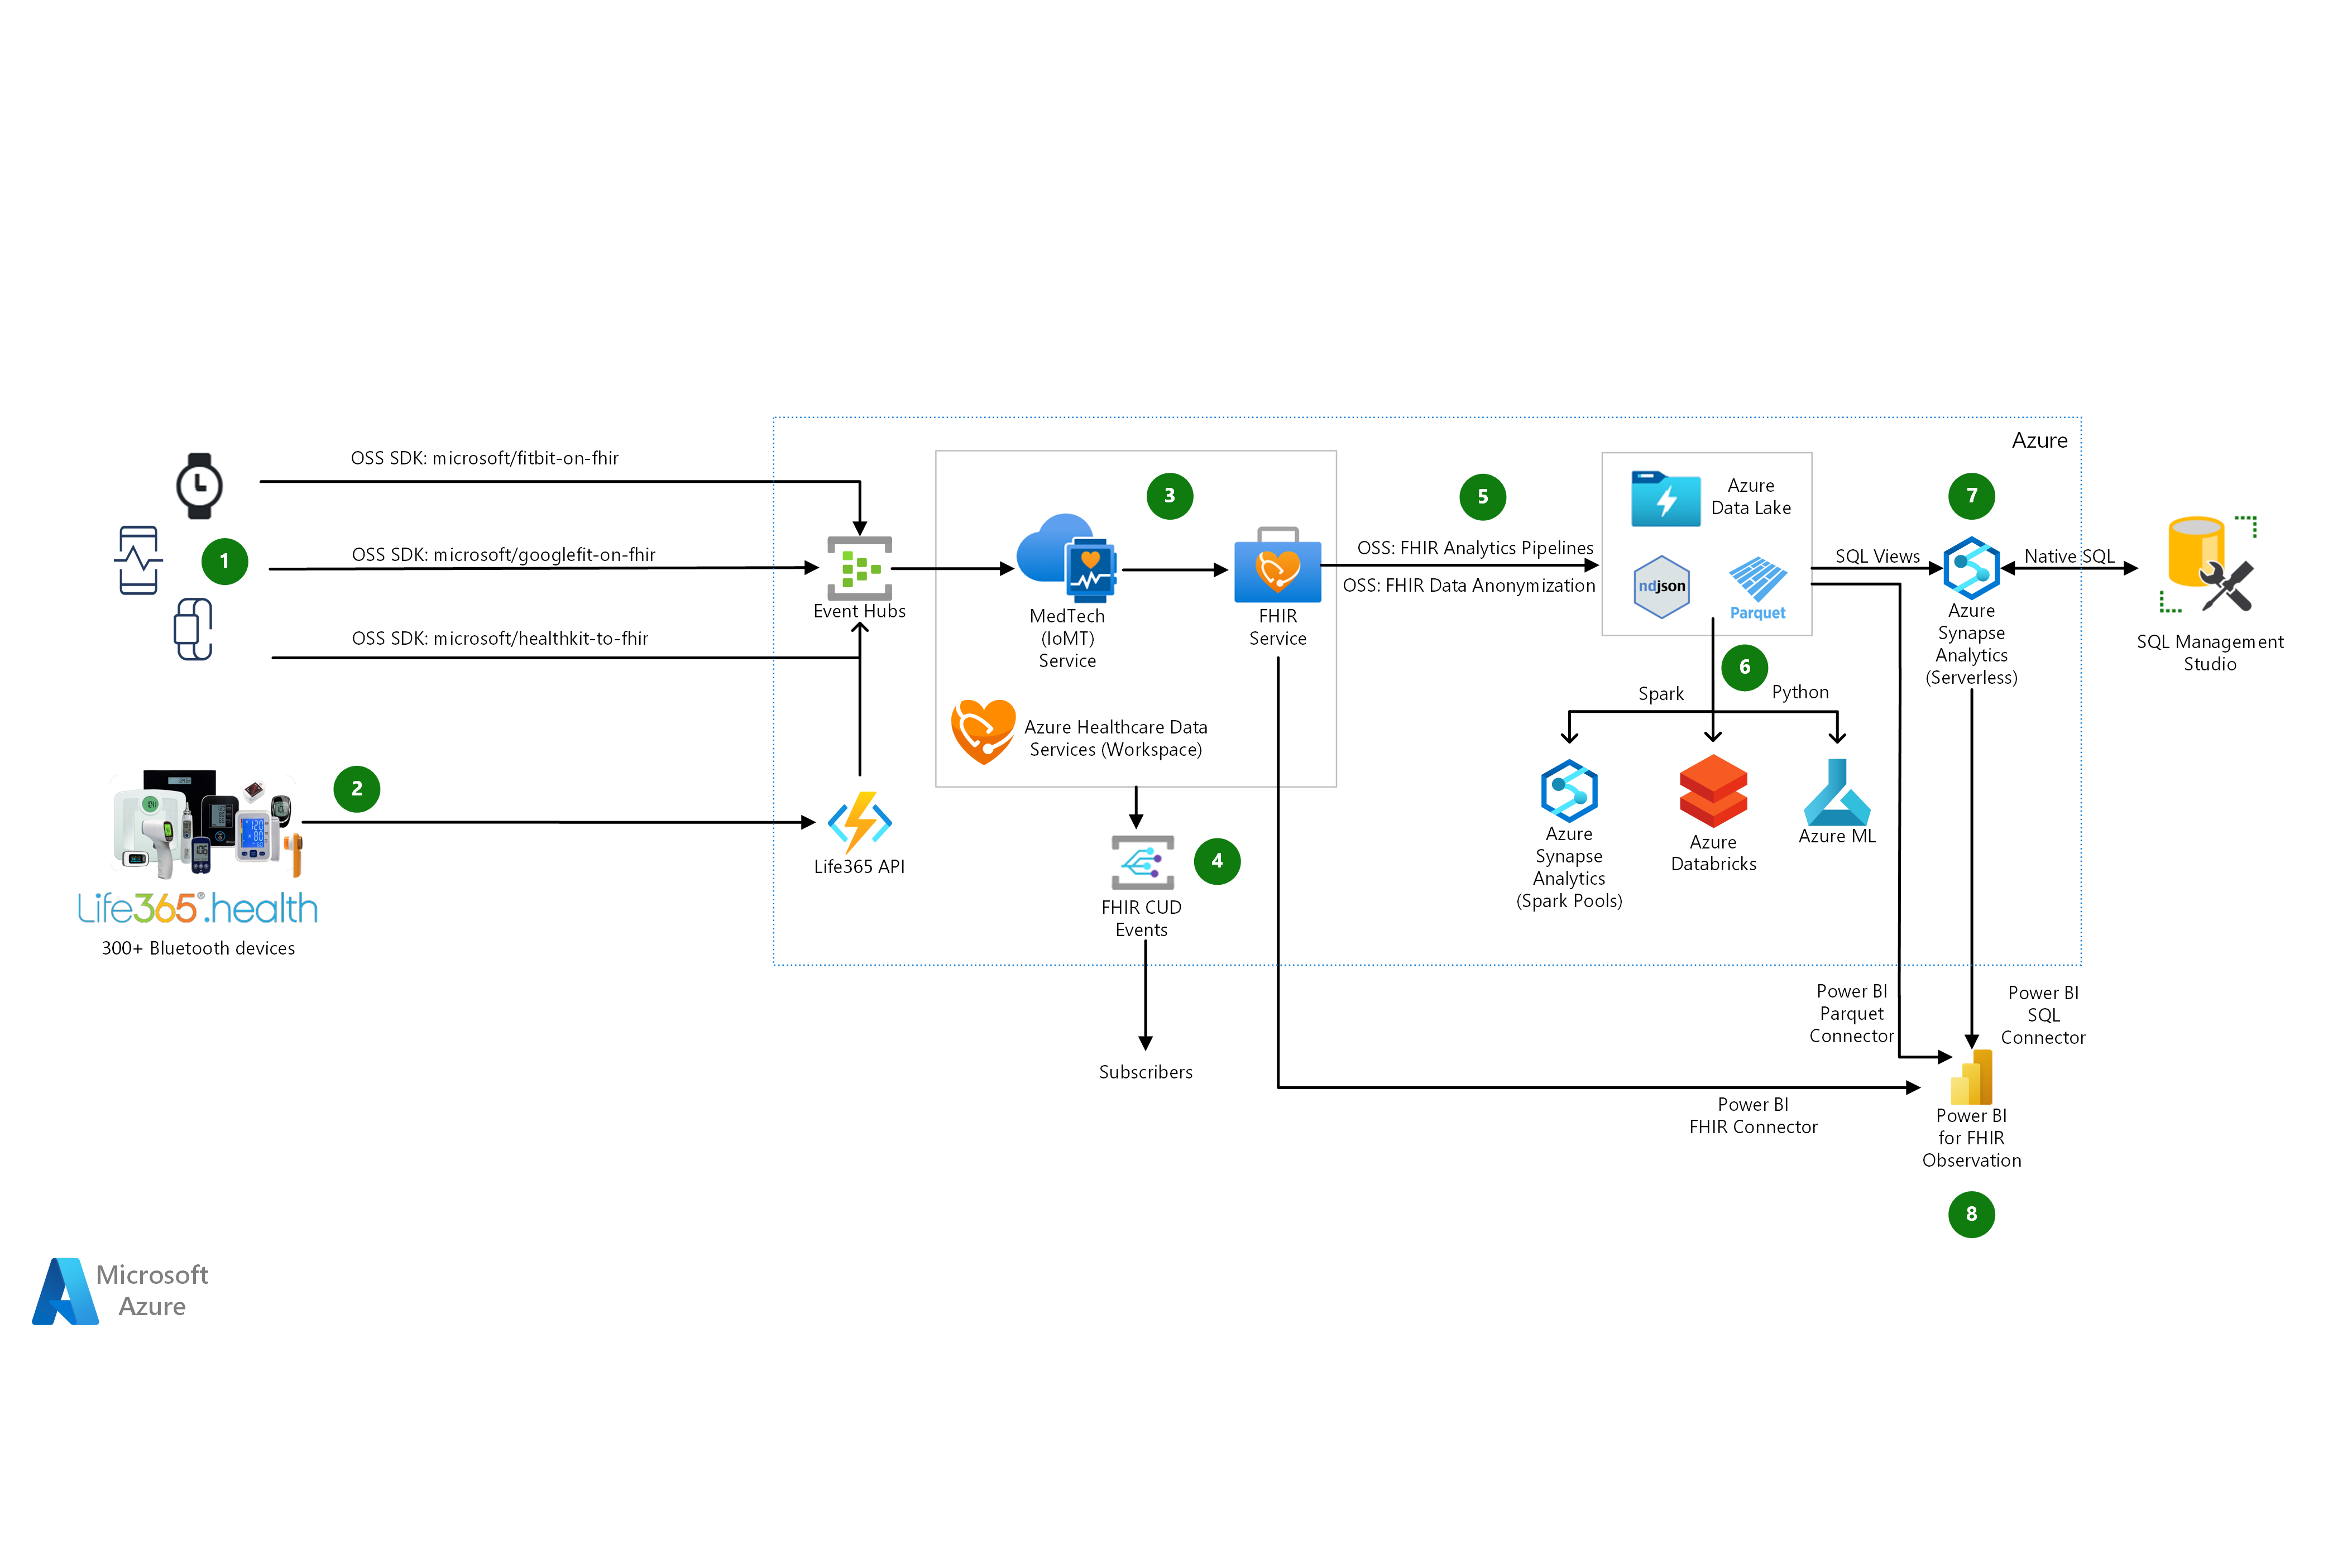 Azure
OSS SDK: microsoft/fitbit-on-fhir
1
OSS SDK: microsoft/googlefit-on-fhir
OSS SDK: microsoft/healthkit-to-fhir
Event Hubs
2
Life365®.health
300+ Bluetooth devices
Life365 API
3
MedTech
(IoMT)
Service
FHIR
Service
Azure Healthcare Data
Services (Workspace)
4
FHIR CUD
Events
Subscribers
5
OSS: FHIR Analytics Pipelines
OSS: FHIR Data Anonymization
Azure
Data Lake
ndjson
Parquet
6
Spark
Python
Azure
Synapse
Analytics
(Spark Pools)
Azure
Databricks
Azure ML
SQL Views
7
Azure
Synapse
Analytics
(Serverless)
Native SQL
SQL Management
Studio
Power BI
Parquet
Connector
Power BI
SQL
Connector
Power BI
FHIR Connector
Power BI
for FHIR
Observation
8
Microsoft
Azure